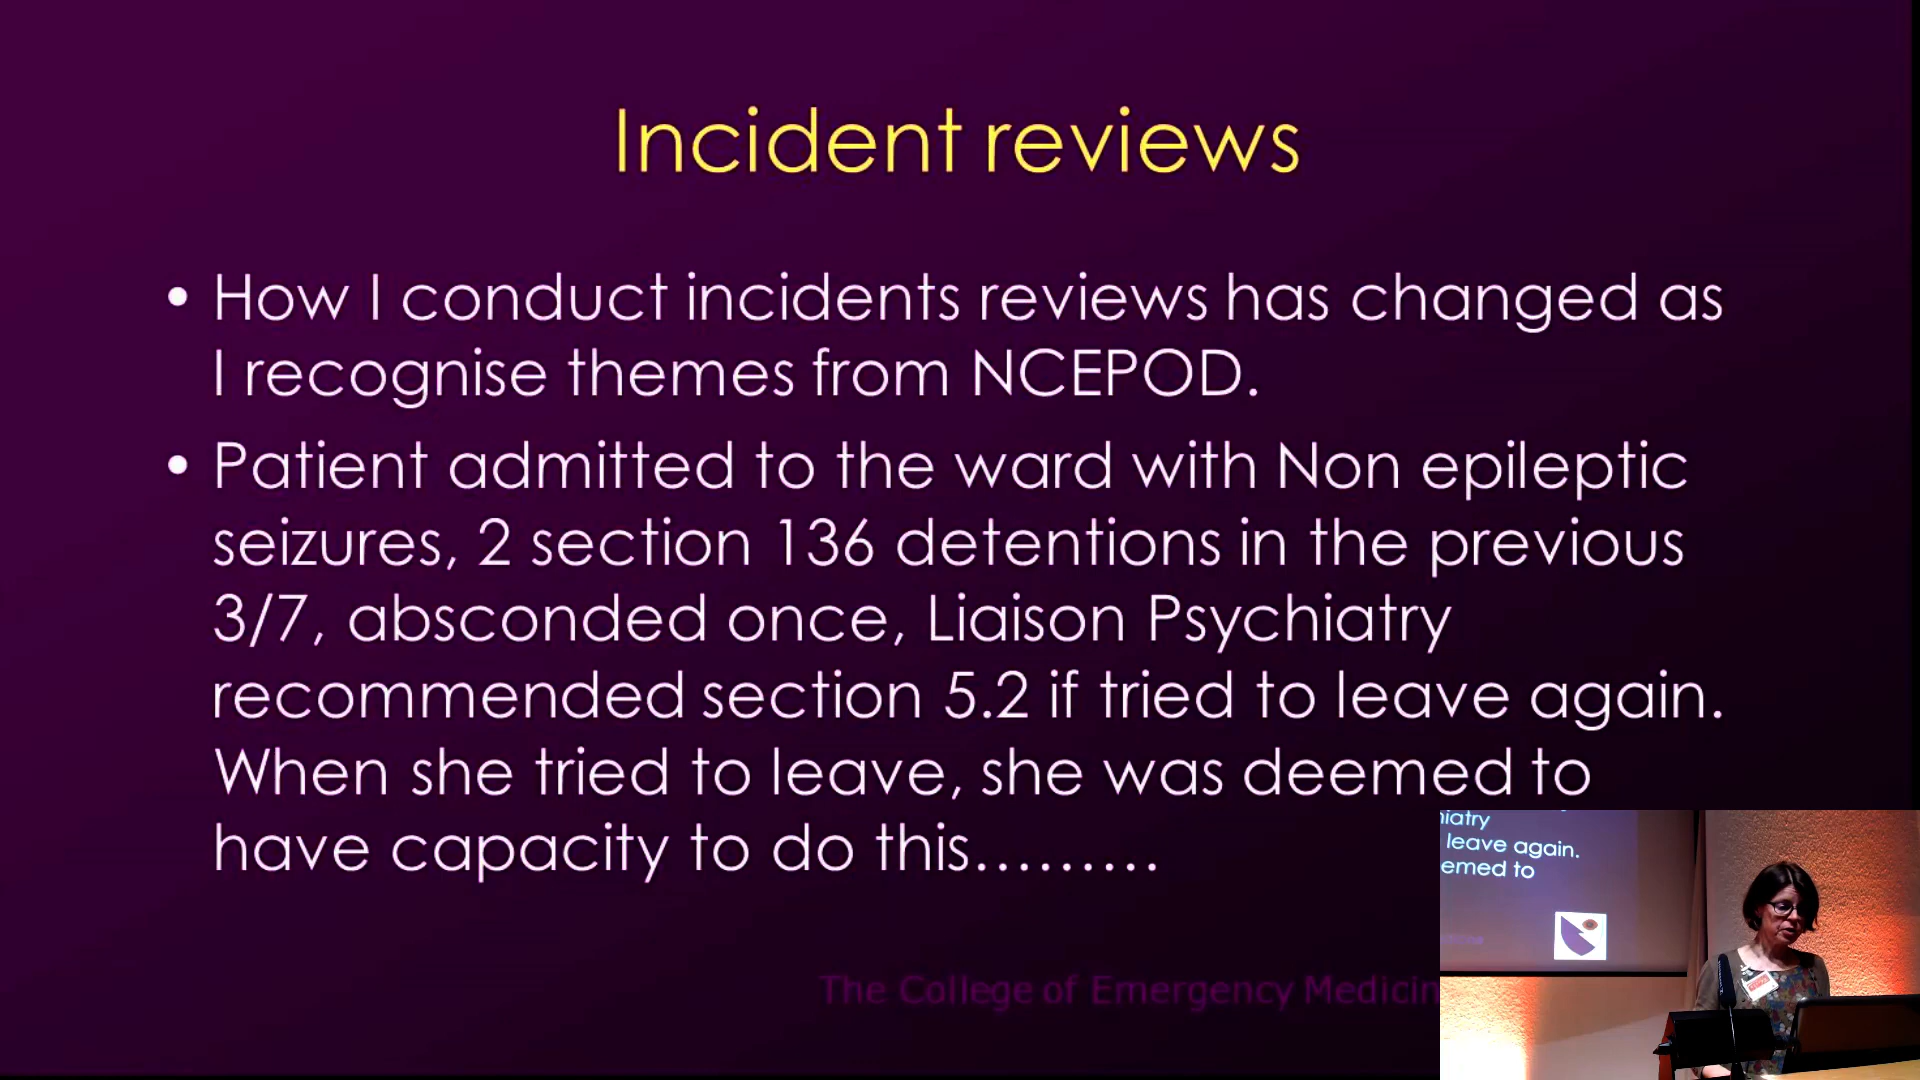 Incident reviews
• How I conduct incidents reviews has changed as
I recognise themes from NCEPOD.
• Patient admitted to the ward with Non epileptic
seizures, 2 section 136 detentions in the previous
3/7, absconded once, Liaison Psychiatry
recommended section 5.2 if tried to leave again.
When she tried to leave, she was deemed to
have capacity to do this.........
The College of Emergency Medicin
hiatry
leave again.
emed to